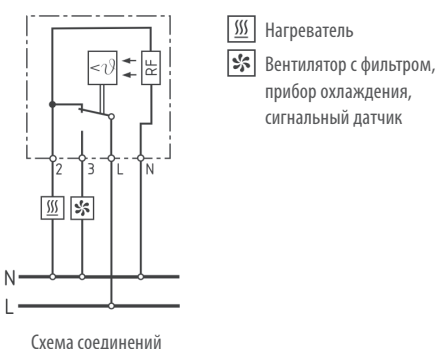 <ϑ
RF
2
3
L
N
N
L
Нагреватель
Вентилятор с фильтром,
прибор охлаждения,
сигнальный датчик
Схема соединений